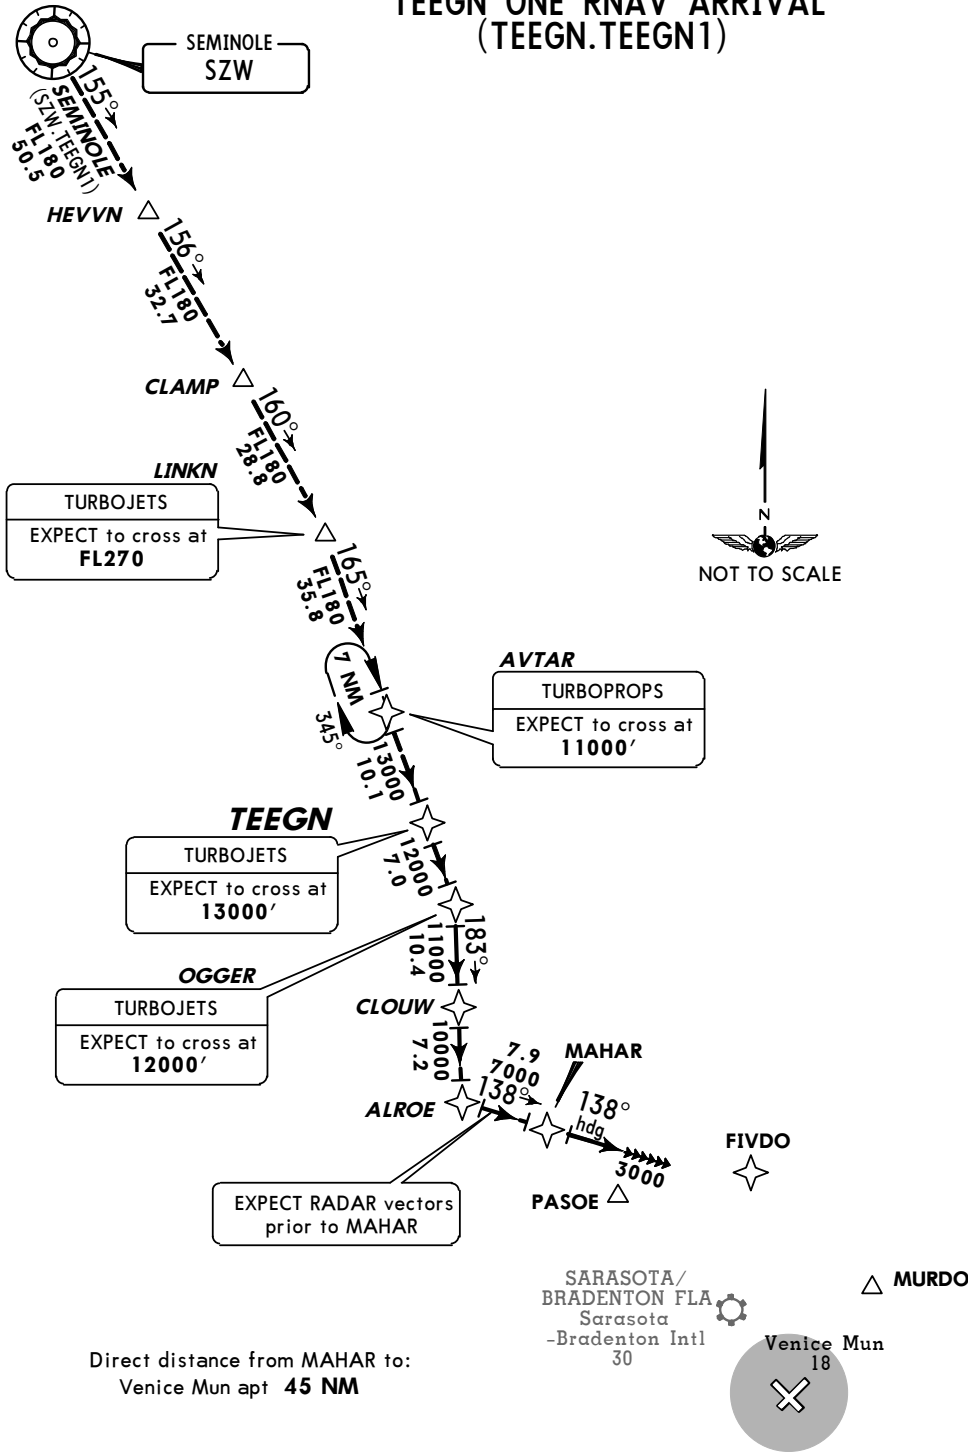 TEEGN ONE RNAV ARRIVAL
(TEEGN.TEEGN1)
SEMINOLE
SZW
155°
SEMINOLE
(SZW.TEEGN1)
FL180
50.5
HEVVN
156°
FL180
32.7
CLAMP
160°
FL180
28.8
LINKN
TURBOJETS
EXPECT to cross at
FL270
N
NOT TO SCALE
165°
FL180
35.8
7 NM
345°
AVTAR
TURBOPROPS
EXPECT to cross at
11000'
13000
10.1
TEEGN
TURBOJETS
EXPECT to cross at
13000'
12000
7.0
OGGER
TURBOJETS
EXPECT to cross at
12000'
183°
11000
10.4
CLOUW
10000
7.2
ALROE
7.9
7000
138°
MAHAR
138°
hdg
3000
EXPECT RADAR vectors
prior to MAHAR
PASOE
FIVDO
MURDO
SARASOTA/
BRADENTON FLA
Sarasota
-Bradenton Intl
30
Venice Mun
18
Direct distance from MAHAR to:
Venice Mun apt 45 NM